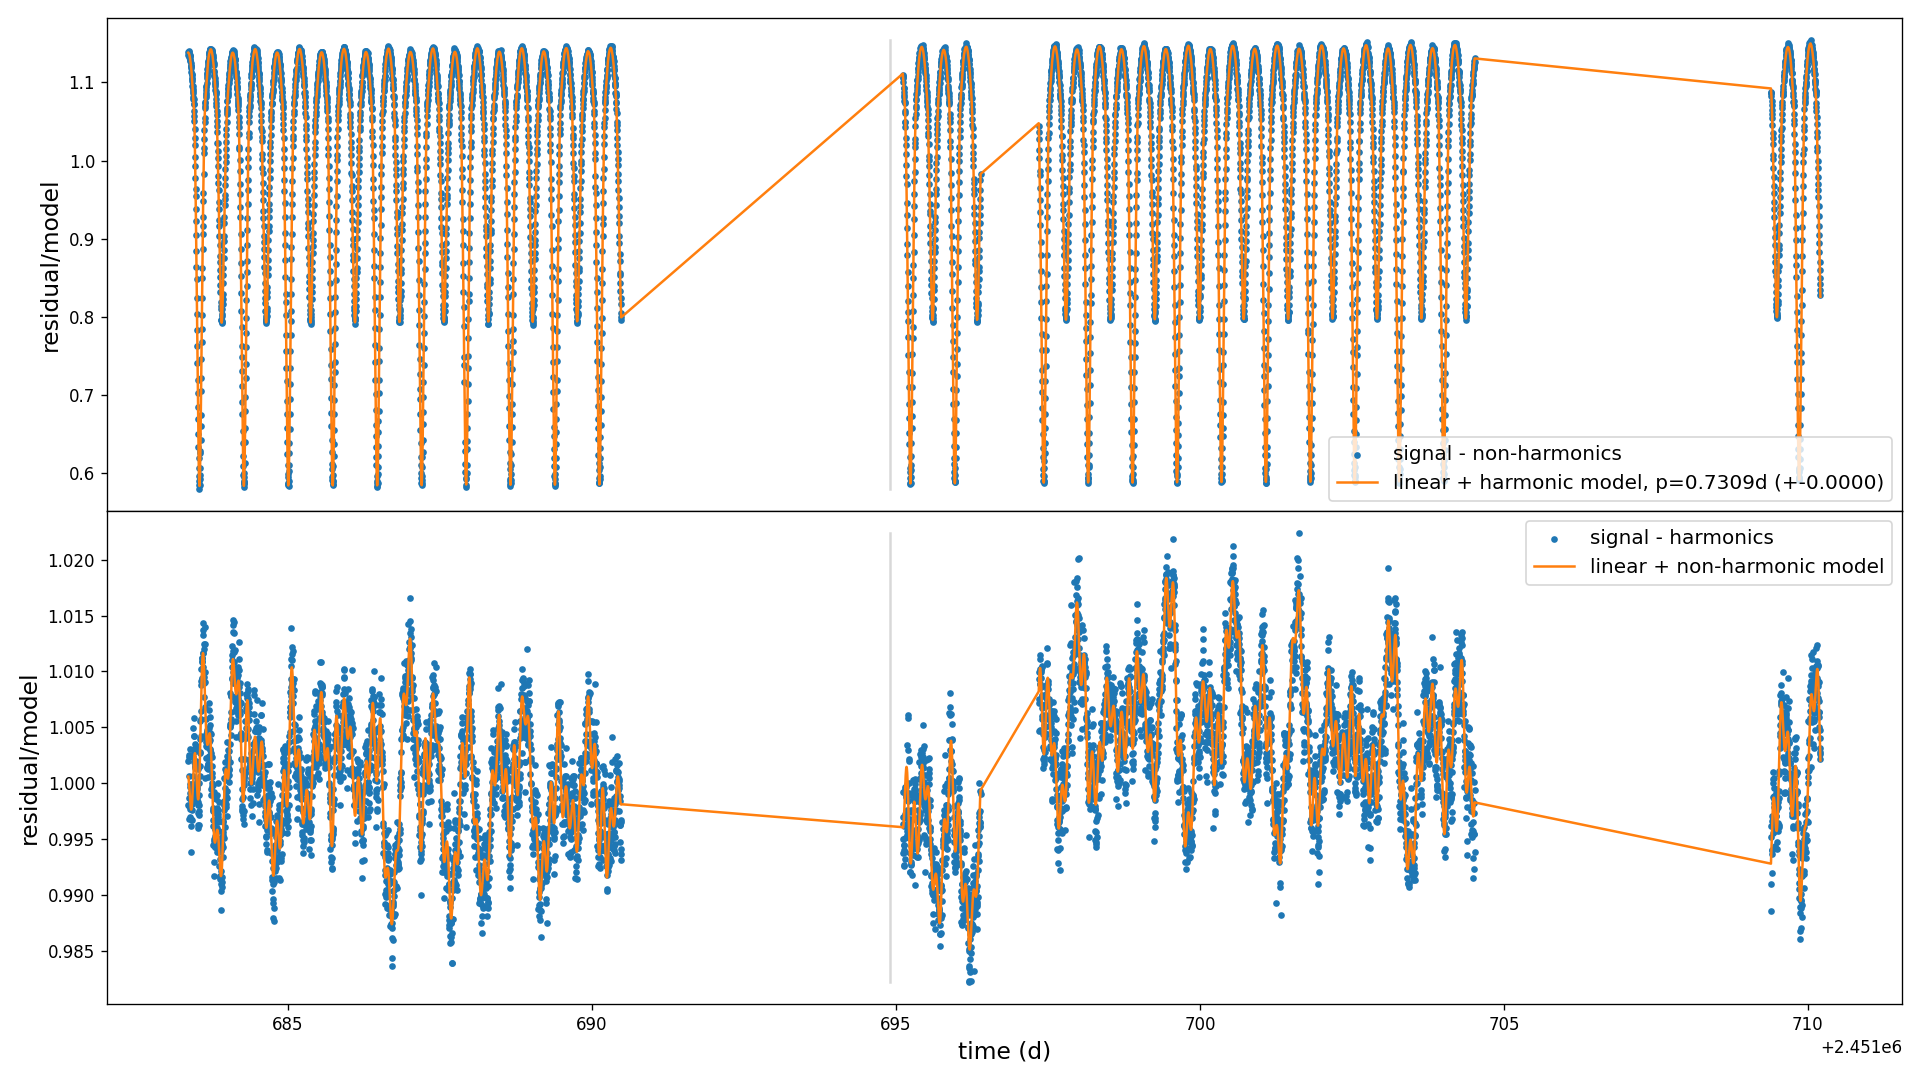 1.1
1.0
0.9
0.8
0.7
0.6
residual/model
signal - non-harmonics
linear + harmonic model, p=0.7309d (+-0.0000)
1.020
1.015
1.010
1.005
1.000
0.995
0.990
0.985
residual/model
signal - harmonics
linear + non-harmonic model
685
690
695
700
705
710
time (d)
+2.451e6